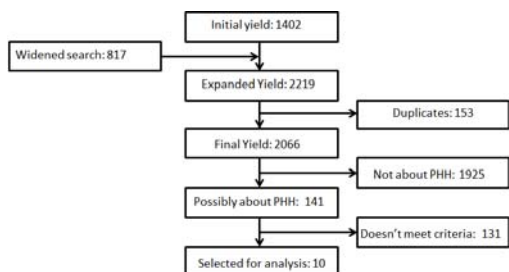 Initial yield: 1402
Widened search: 817
Expanded Yield: 2219
Duplicates: 153
Final Yield: 2066
Not about PHH: 1925
Possibly about PHH: 141
Doesn't meet criteria: 131
Selected for analysis: 10